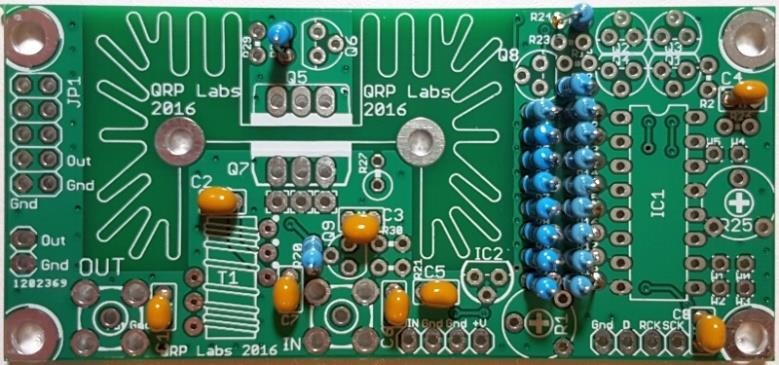 R21
R29
Q6
R23
Q8
JP1
QRP Labs
2016
Q5
QRP Labs
2016
C4
R2
Out
Gnd
Gnd
Q7
R27
C2
IC1
R25
C3
Q9
R30
R20
Out
Gnd
1202369
OUT
T1
C5
IC2
R1
QRP Labs 2016
IN
IN Gnd Gnd +V
Gnd D RCK SCK
C8